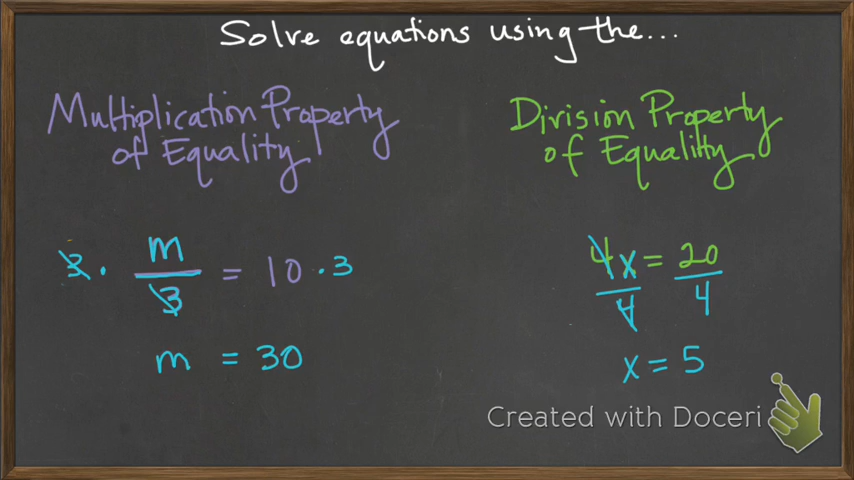 Solve equations using the...
Multiplication Property
of Equality
3 · m/3 = 10 · 3
m = 30
Division Property
of Equality
4x/4 = 20/4
x = 5
Created with Doceri